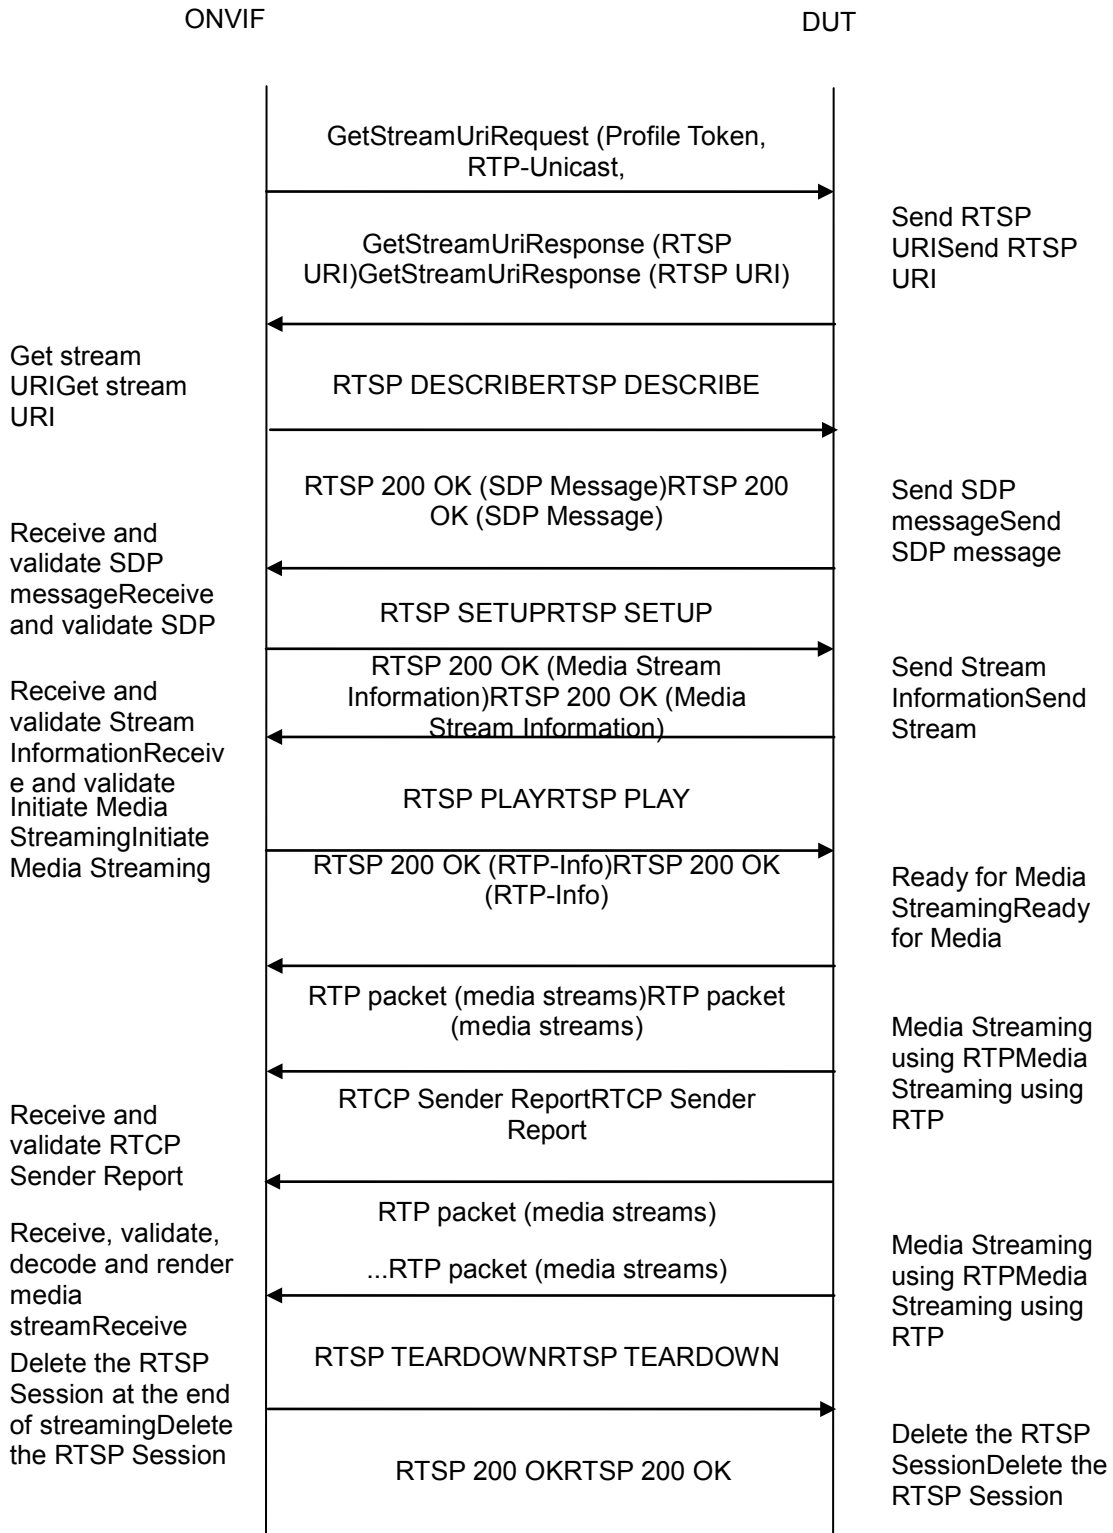 ONVIF
DUT
GetStreamUriRequest (Profile Token,
RTP-Unicast,
Send RTSP
URISend RTSP
URI
GetStreamUriResponse (RTSP
URI)GetStreamUriResponse (RTSP URI)
Get stream
URIGet stream
URI
RTSP DESCRIBERTSP DESCRIBE
RTSP 200 OK (SDP Message)RTSP 200
OK (SDP Message)
Send SDP
messageSend
SDP message
Receive and
validate SDP
messageReceive
and validate SDP
RTSP SETUPRTSP SETUP
RTSP 200 OK (Media Stream
Information)RTSP 200 OK (Media
Stream Information)
Send Stream
InformationSend
Stream
Receive and
validate Stream
InformationReceiv
e and validate
Initiate Media
StreamingInitiate
Media Streaming
RTSP PLAYRTSP PLAY
RTSP 200 OK (RTP-Info)RTSP 200 OK
(RTP-Info)
Ready for Media
StreamingReady
for Media
RTP packet (media streams)RTP packet
(media streams)
Media Streaming
using RTPMedia
Streaming using
RTP
RTCP Sender ReportRTCP Sender
Report
Receive and
validate RTCP
Sender Report
RTP packet (media streams)
...RTP packet (media streams)
Receive, validate,
decode and render
media
streamReceive
Media Streaming
using RTPMedia
Streaming using
RTP
RTSP TEARDOWNRTSP TEARDOWN
Delete the RTSP
Session at the end
of streamingDelete
the RTSP Session
RTSP 200 OKRTSP 200 OK
Delete the RTSP
SessionDelete the
RTSP Session